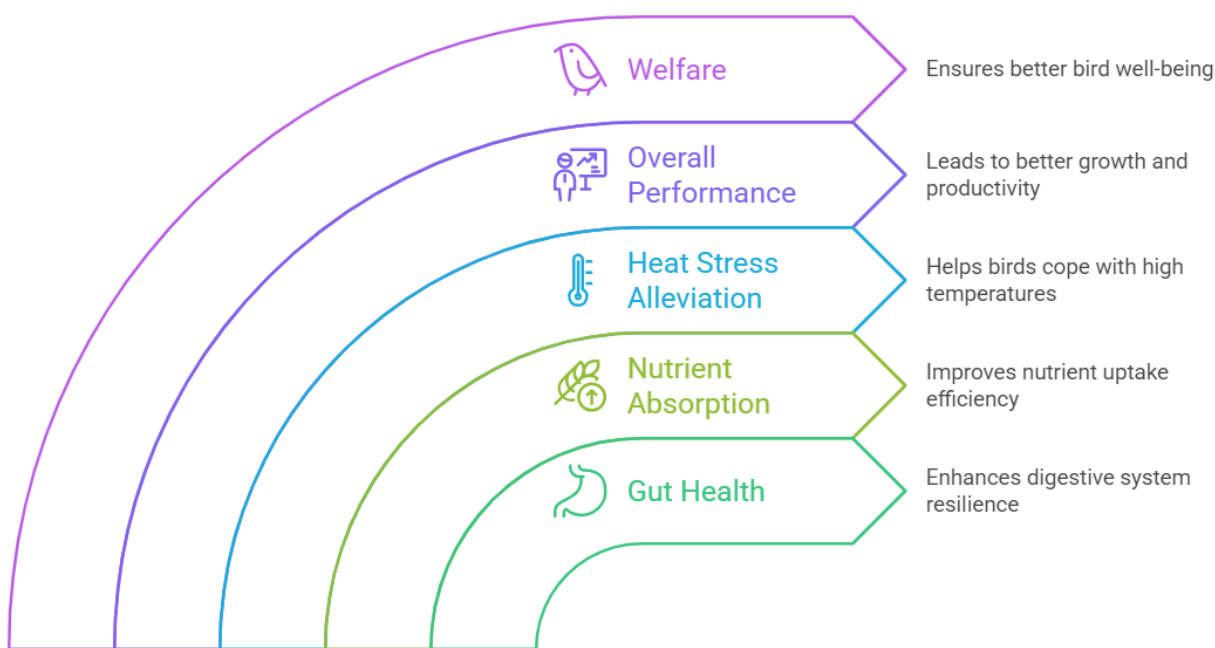 Welfare
Ensures better bird well-being
Overall
Performance
Leads to better growth and
productivity
Heat Stress
Alleviation
Helps birds cope with high
temperatures
Nutrient
Absorption
Improves nutrient uptake
efficiency
Gut Health
Enhances digestive system
resilience